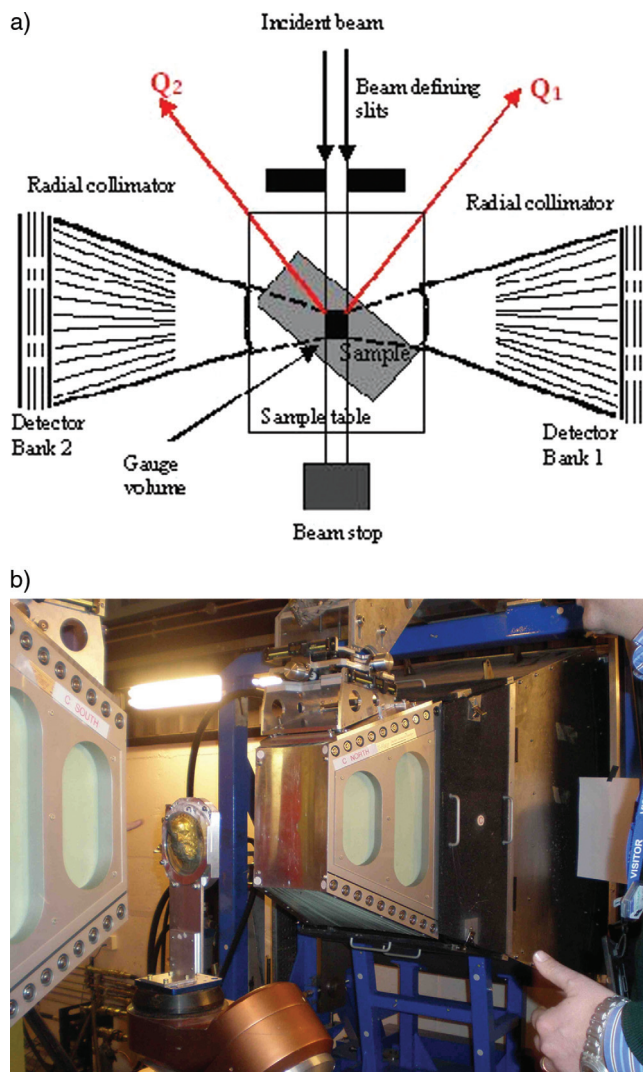 a)
Incident beam
Q2
Q1
Beam defining
slits
Radial collimator
Radial collimator
Sample
Sample table
Detector
Bank 2
Detector
Bank 1
Gauge
volume
Beam stop
b)
C SOUTH
C NORTH
VISITOR